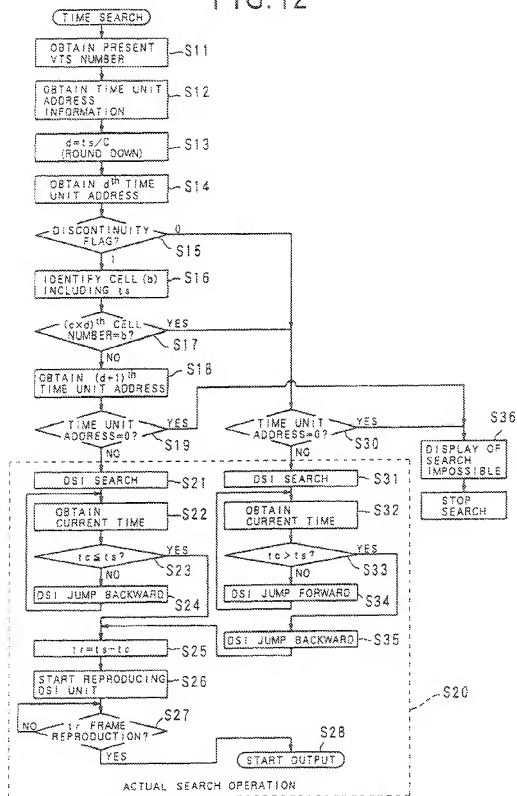 FIG.12
TIME SEARCH
OBTAIN PRESENT
VTS NUMBER
S11
OBTAIN TIME UNIT
ADDRESS
INFORMATION
S12
d=ts/C
(ROUND DOWN)
S13
OBTAIN dth TIME
UNIT ADDRESS
S14
DISCONTINUITY
FLAG?
0
S15
1
IDENTIFY CELL(b)
INCLUDING ts
S16
(c×d)th CELL
NUMBER=b?
YES
S17
NO
S18
OBTAIN (d+1)th
TIME UNIT ADDRESS
TIME UNIT
ADDRESS=0?
YES
S19
NO
TIME UNIT
ADDRESS=0?
YES
S30
NO
S36
DISPLAY OF
SEARCH
IMPOSSIBLE
STOP
SEARCH
DSI SEARCH
S21
OBTAIN
CURRENT TIME
S22
tc≦ts?
YES
S23
NO
DSI JUMP BACKWARD
S24
DSI SEARCH
S31
OBTAIN
CURRENT TIME
S32
tc>ts?
YES
S33
NO
DSI JUMP FORWARD
S34
DSI JUMP BACKWARD
S35
tr=ts-tc
S25
START REPRODUCING
DSI UNIT
S26
tr FRAME
REPRODUCTION?
S27
NO
YES
S28
START OUTPUT
S20
ACTUAL SEARCH OPERATION